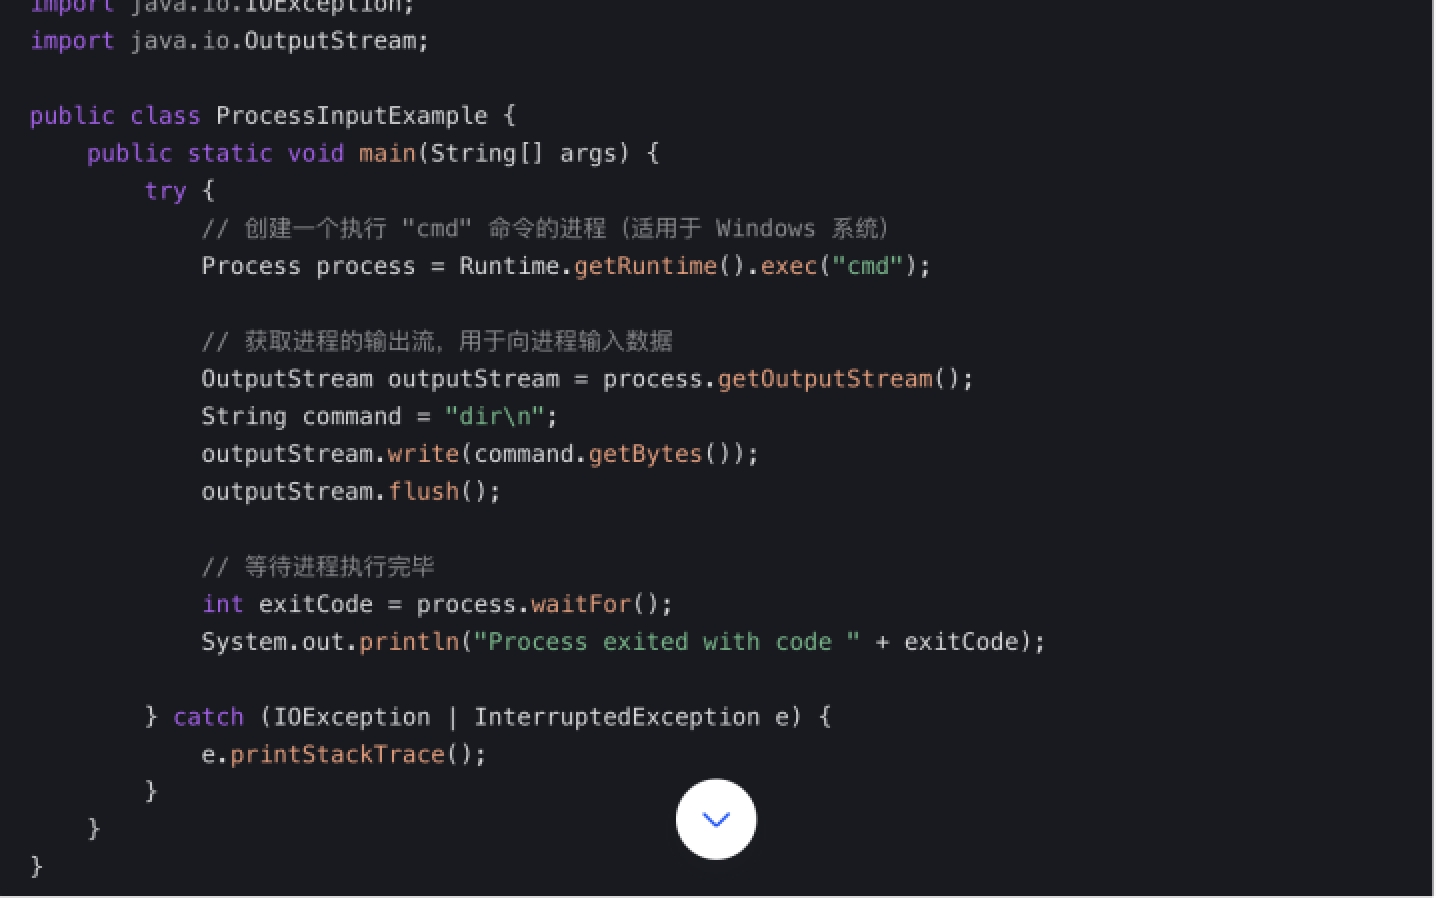 import java.io.IOException;
import java.io.OutputStream;
public class ProcessInputExample {
public static void main(String[] args) {
try {
// 创建一个执行 "cmd" 命令的进程（适用于 Windows 系统）
Process process = Runtime.getRuntime().exec("cmd");
// 获取进程的输出流，用于向进程输入数据
OutputStream outputStream = process.getOutputStream();
String command = "dir\n";
outputStream.write(command.getBytes());
outputStream.flush();
// 等待进程执行完毕
int exitCode = process.waitFor();
System.out.println("Process exited with code " + exitCode);
} catch (IOException | InterruptedException e) {
e.printStackTrace();
}
}
}